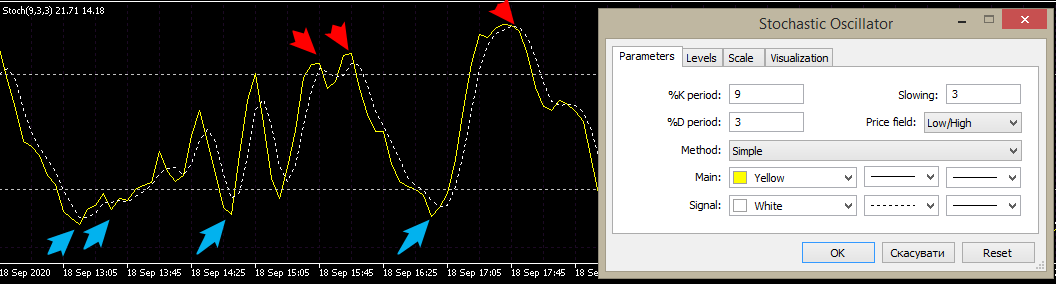 Stoch(9,3,3) 21.71 14.18
18 Sep 2020 18 Sep 13:05 18 Sep 13:45 18 Sep 14:25 18 Sep 15:05 18 Sep 15:45 18 Sep 16:25 18 Sep 17:05 18 Sep 17:45 18 Sep
Stochastic Oscillator
Parameters Levels Scale Visualization
%K period: 9 Slowing: 3
%D period: 3 Price field: Low/High
Method: Simple
Main: Yellow
Signal: White
OK Скасувати Reset